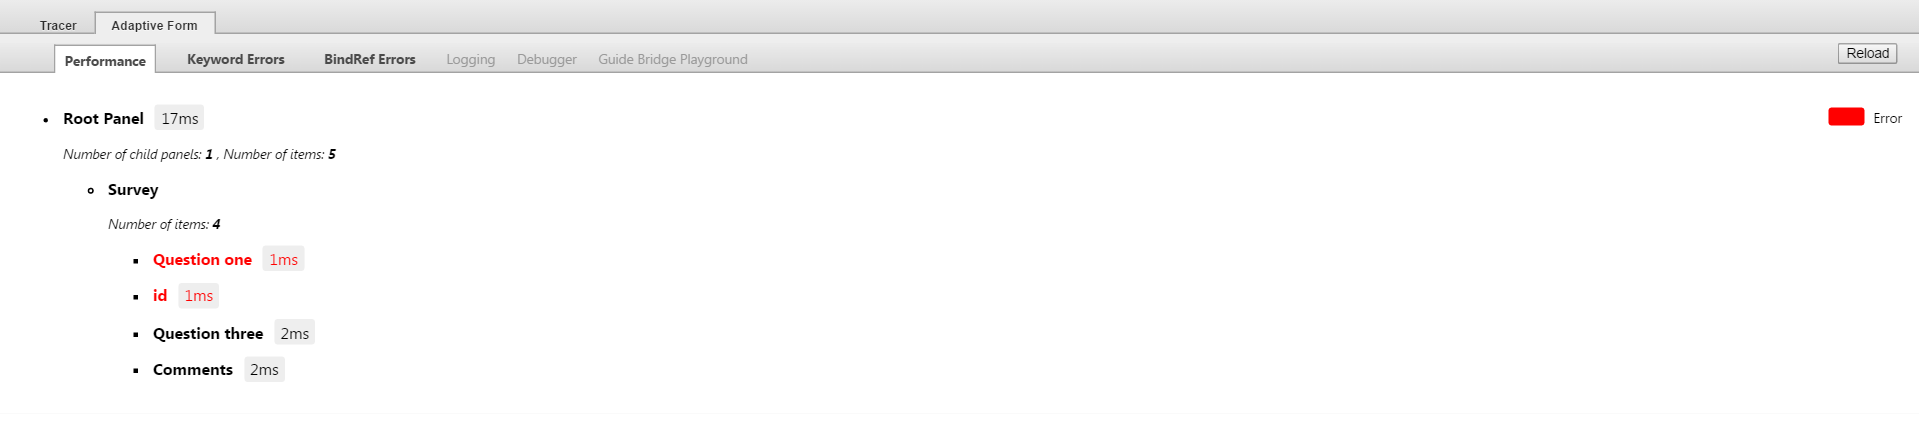 Tracer Adaptive Form
Performance Keyword Errors BindRef Errors Logging Debugger Guide Bridge Playground Reload
Root Panel 17ms
Error
Number of child panels: 1 , Number of items: 5
Survey
Number of items: 4
Question one 1ms
id 1ms
Question three 2ms
Comments 2ms